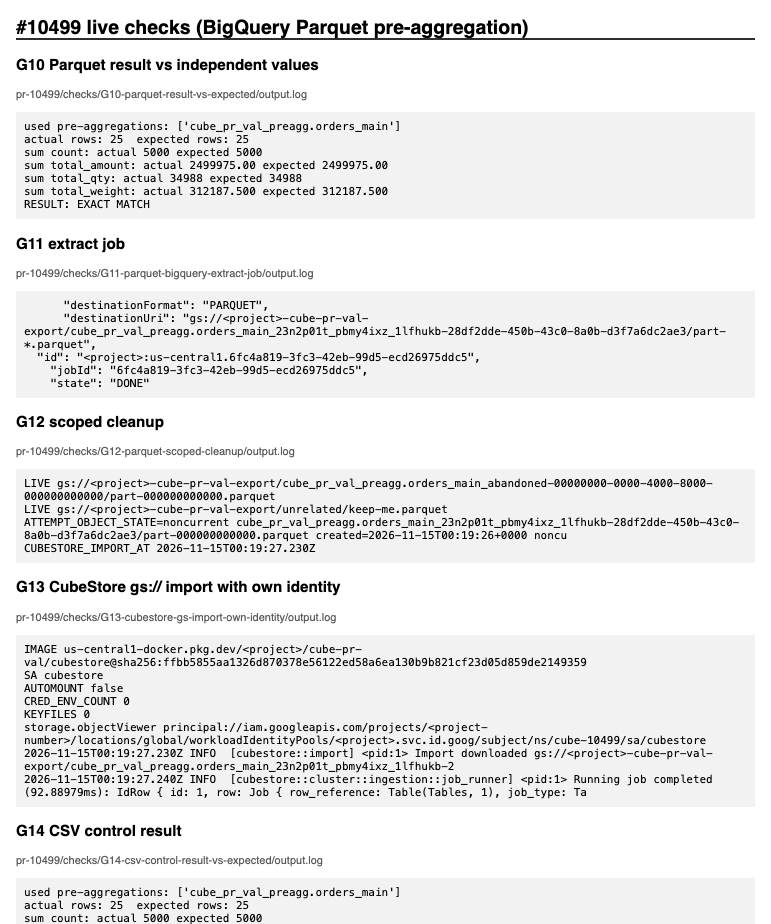 #10499 live checks (BigQuery Parquet pre-aggregation)
G10 Parquet result vs independent values
pr-10499/checks/G10-parquet-result-vs-expected/output.log
used pre-aggregations: ['cube_pr_val_preagg.orders_main']
actual rows: 25  expected rows: 25
sum count: actual 5000 expected 5000
sum total_amount: actual 2499975.00 expected 2499975.00
sum total_qty: actual 34988 expected 34988
sum total_weight: actual 312187.500 expected 312187.500
RESULT: EXACT MATCH
G11 extract job
pr-10499/checks/G11-parquet-bigquery-extract-job/output.log
"destinationFormat": "PARQUET",
"destinationUri": "gs://<project>-cube-pr-val-
export/cube_pr_val_preagg.orders_main_23n2p01t_pbmy4ixz_1lfhukb-28df2dde-450b-43c0-8a0b-d3f7a6dc2ae3/part-
*.parquet",
"id": "<project>:us-central1.6fc4a819-3fc3-42eb-99d5-ecd26975ddc5",
"jobId": "6fc4a819-3fc3-42eb-99d5-ecd26975ddc5",
"state": "DONE"
G12 scoped cleanup
pr-10499/checks/G12-parquet-scoped-cleanup/output.log
LIVE gs://<project>-cube-pr-val-export/cube_pr_val_preagg.orders_main_abandoned-00000000-0000-4000-8000-
000000000000/part-000000000000.parquet
LIVE gs://<project>-cube-pr-val-export/unrelated/keep-me.parquet
ATTEMPT_OBJECT_STATE=noncurrent cube_pr_val_preagg.orders_main_23n2p01t_pbmy4ixz_1lfhukb-28df2dde-450b-43c0-
8a0b-d3f7a6dc2ae3/part-000000000000.parquet created=2026-11-15T00:19:26+0000 noncu
CUBESTORE_IMPORT_AT 2026-11-15T00:19:27.230Z
G13 CubeStore gs:// import with own identity
pr-10499/checks/G13-cubestore-gs-import-own-identity/output.log
IMAGE us-central1-docker.pkg.dev/<project>/cube-pr-
val/cubestore@sha256:ffbb5855aa1326d870378e56122ed58a6ea130b9b821cf23d05d859de2149359
SA cubestore
AUTOMOUNT false
CRED_ENV_COUNT 0
KEYFILES 0
storage.objectViewer principal://iam.googleapis.com/projects/<project-
number>/locations/global/workloadIdentityPools/<project>.svc.id.goog/subject/ns/cube-10499/sa/cubestore
2026-11-15T00:19:27.230Z INFO  [cubestore::import] <pid:1> Import downloaded gs://<project>-cube-pr-val-
export/cube_pr_val_preagg.orders_main_23n2p01t_pbmy4ixz_1lfhukb-2
2026-11-15T00:19:27.240Z INFO  [cubestore::cluster::ingestion::job_runner] <pid:1> Running job completed
(92.88979ms): IdRow { id: 1, row: Job { row_reference: Table(Tables, 1), job_type: Ta
G14 CSV control result
pr-10499/checks/G14-csv-control-result-vs-expected/output.log
used pre-aggregations: ['cube_pr_val_preagg.orders_main']
actual rows: 25  expected rows: 25
sum count: actual 5000 expected 5000